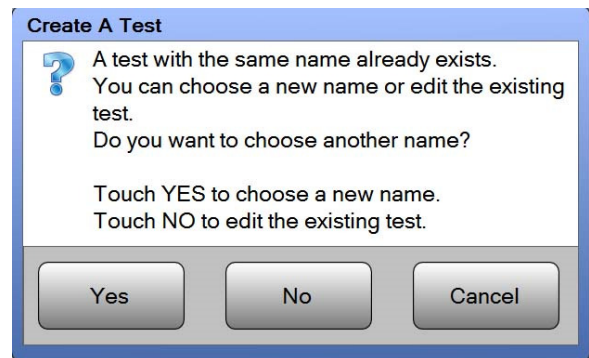 Create A Test
A test with the same name already exists.
You can choose a new name or edit the existing
test.
Do you want to choose another name?
Touch YES to choose a new name.
Touch NO to edit the existing test.
Yes
No
Cancel